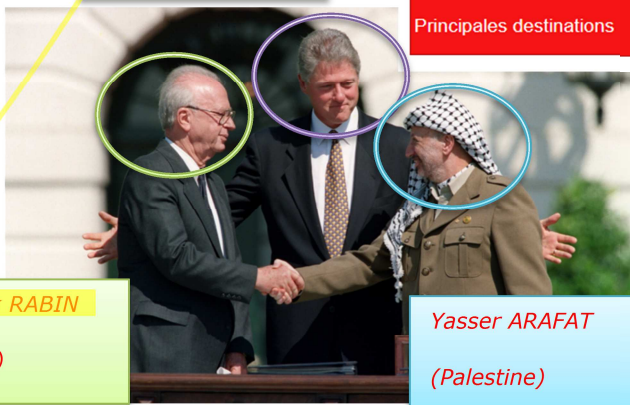 Principales destinations
RABIN
)
Yasser ARAFAT
(Palestine)